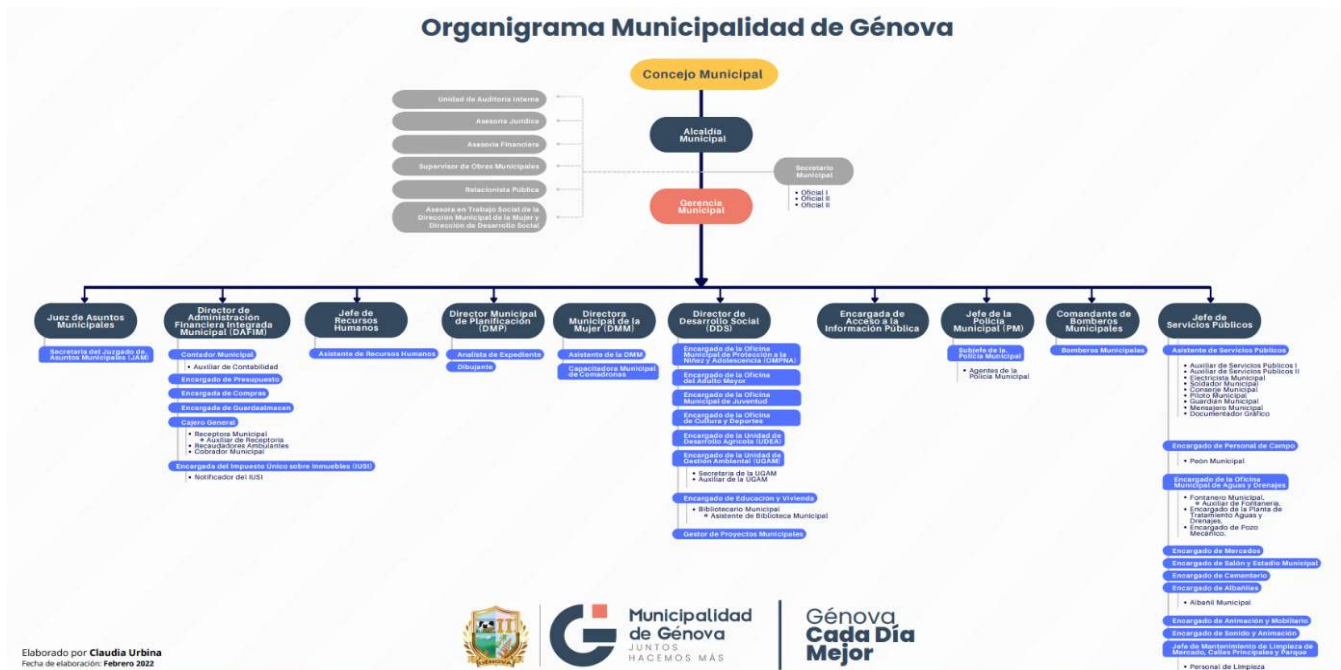 Organigrama Municipalidad de Génova
Concejo Municipal
Unidad de Auditoria Interna
Asesoría Jurídica
Asesoría Financiera
Supervisor de Obras Municipales
Relacionista Pública
Asesora en Trabajo Social de la
Dirección Municipal de la Mujer y
Dirección de Desarrollo Social
Alcaldía
Municipal
Secretario
Municipal
• Oficial I
• Oficial II
• Oficial II
Gerencia
Municipal
Juez de Asuntos
Municipales
Secretaria del Juzgado de
Asuntos Municipales (JAM)
Director de
Administración
Financiera Integrada
Municipal (DAFIM)
Contador Municipal
• Auxiliar de Contabilidad
Encargado de Presupuesto
Encargada de Compras
Encargada de Guardaalmacen
Cajero General
• Receptora Municipal
Auxiliar de Receptoría
• Recaudadores Ambulantes
• Cobrador Municipal
Encargada del Impuesto Único sobre Inmuebles (IUSI)
• Notificador del IUSI
Jefe de
Recursos
Humanos
Asistente de Recursos Humanos
Director Municipal
de Planificación
(DMP)
Analista de Expediente
Dibujante
Directora
Municipal de la
Mujer (DMM)
Asistente de la DMM
Capacitadora Municipal
de Comadronas
Director de
Desarrollo Social
(DDS)
Encargado de la Oficina
Municipal de Protección a la
Niñez y Adolescencia (OMPNA)
Encargado de la Oficina
del Adulto Mayor
Encargado de la Oficina
Municipal de Juventud
Encargado de la Oficina
de Cultura y Deportes
Encargado de la Unidad de
Desarrollo Agrícola (UDEA)
Encargado de la Unidad de
Gestión Ambiental (UGAM)
• Secretaria de la UGAM
• Auxiliar de la UGAM
Encargado de Educación y Vivienda
• Bibliotecario Municipal
Asistente de Biblioteca Municipal
Gestor de Proyectos Municipales
Encargada de
Acceso a la
Información Pública
Jefe de la
Policía
Municipal (PM)
Subjefe de la
Policía Municipal
• Agentes de la
Policía Municipal
Comandante de
Bomberos
Municipales
Bomberos Municipales
Jefe de
Servicios Públicos
Asistente de Servicios Públicos
• Auxiliar de Servicios Públicos I
• Auxiliar de Servicios Públicos II
• Electricista Municipal
• Soldador Municipal
• Conserje Municipal
• Piloto Municipal
• Guardián Municipal
• Mensajero Municipal
• Documentador Gráfico
Encargado de Personal de Campo
• Peón Municipal
Encargado de la Oficina
Municipal de Aguas y Drenajes
• Fontanero Municipal.
Auxiliar de Fontanería.
• Encargado de la Planta de
Tratamiento Aguas y
Drenajes.
• Encargado de Pozo
Mecánico.
Encargado de Mercados
Encargado de Salón y Estadio Municipal
Encargado de Cementerio
Encargado de Albañiles
• Albañil Municipal
Encargado de Animación y Mobiliario
Encargado de Sonido y Animación
Jefe de Mantenimiento de Limpieza de
Mercado, Calles Principales y Parque
• Personal de Limpieza
Municipalidad
de Génova
JUNTOS
HACEMOS MÁS
Génova
Cada Día
Mejor
Elaborado por Claudia Urbina
Fecha de elaboración: Febrero 2022